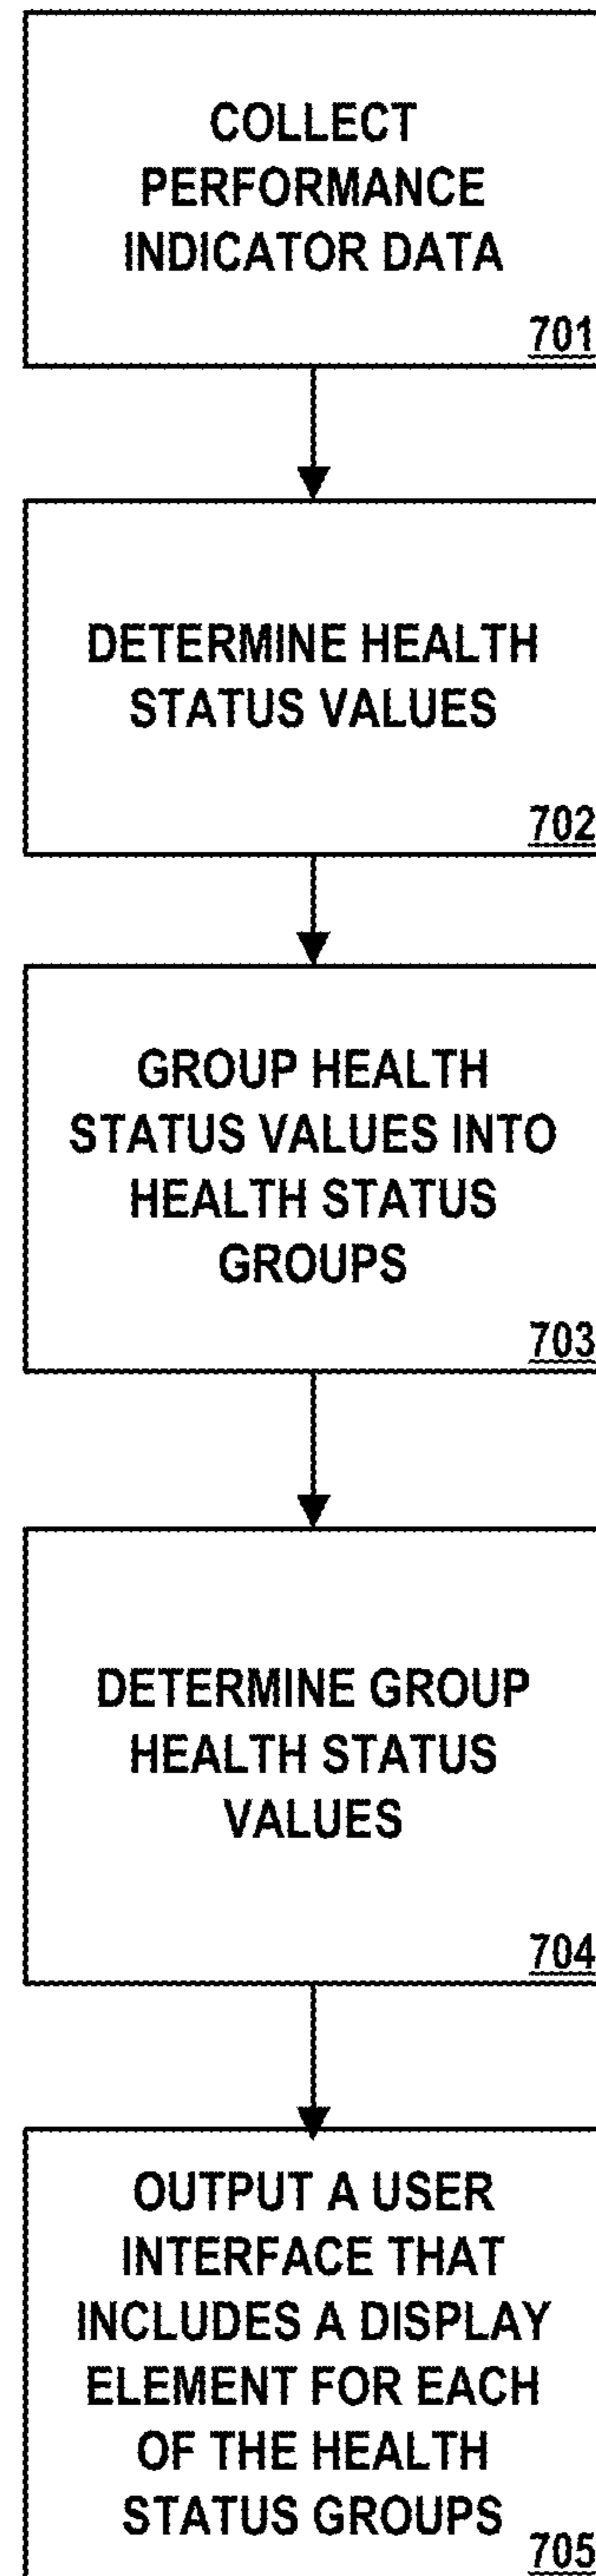 COLLECT
PERFORMANCE
INDICATOR DATA
701
DETERMINE HEALTH
STATUS VALUES
702
GROUP HEALTH
STATUS VALUES INTO
HEALTH STATUS
GROUPS
703
DETERMINE GROUP
HEALTH STATUS
VALUES
704
OUTPUT A USER
INTERFACE THAT
INCLUDES A DISPLAY
ELEMENT FOR EACH
OF THE HEALTH
STATUS GROUPS
705